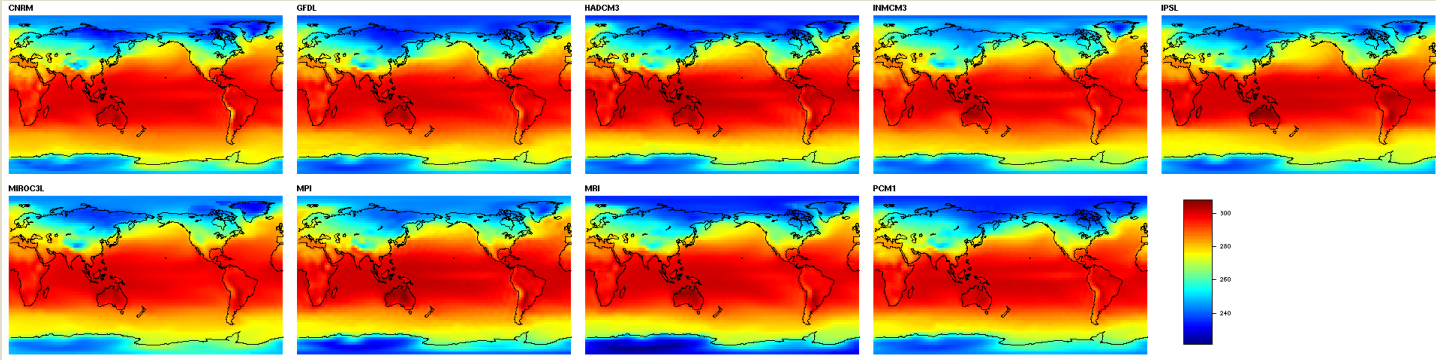 CNRM
GFDL
HADCM3
INMCM3
IPSL
MIROC3L
MPI
MRI
PCM1
300
280
260
240